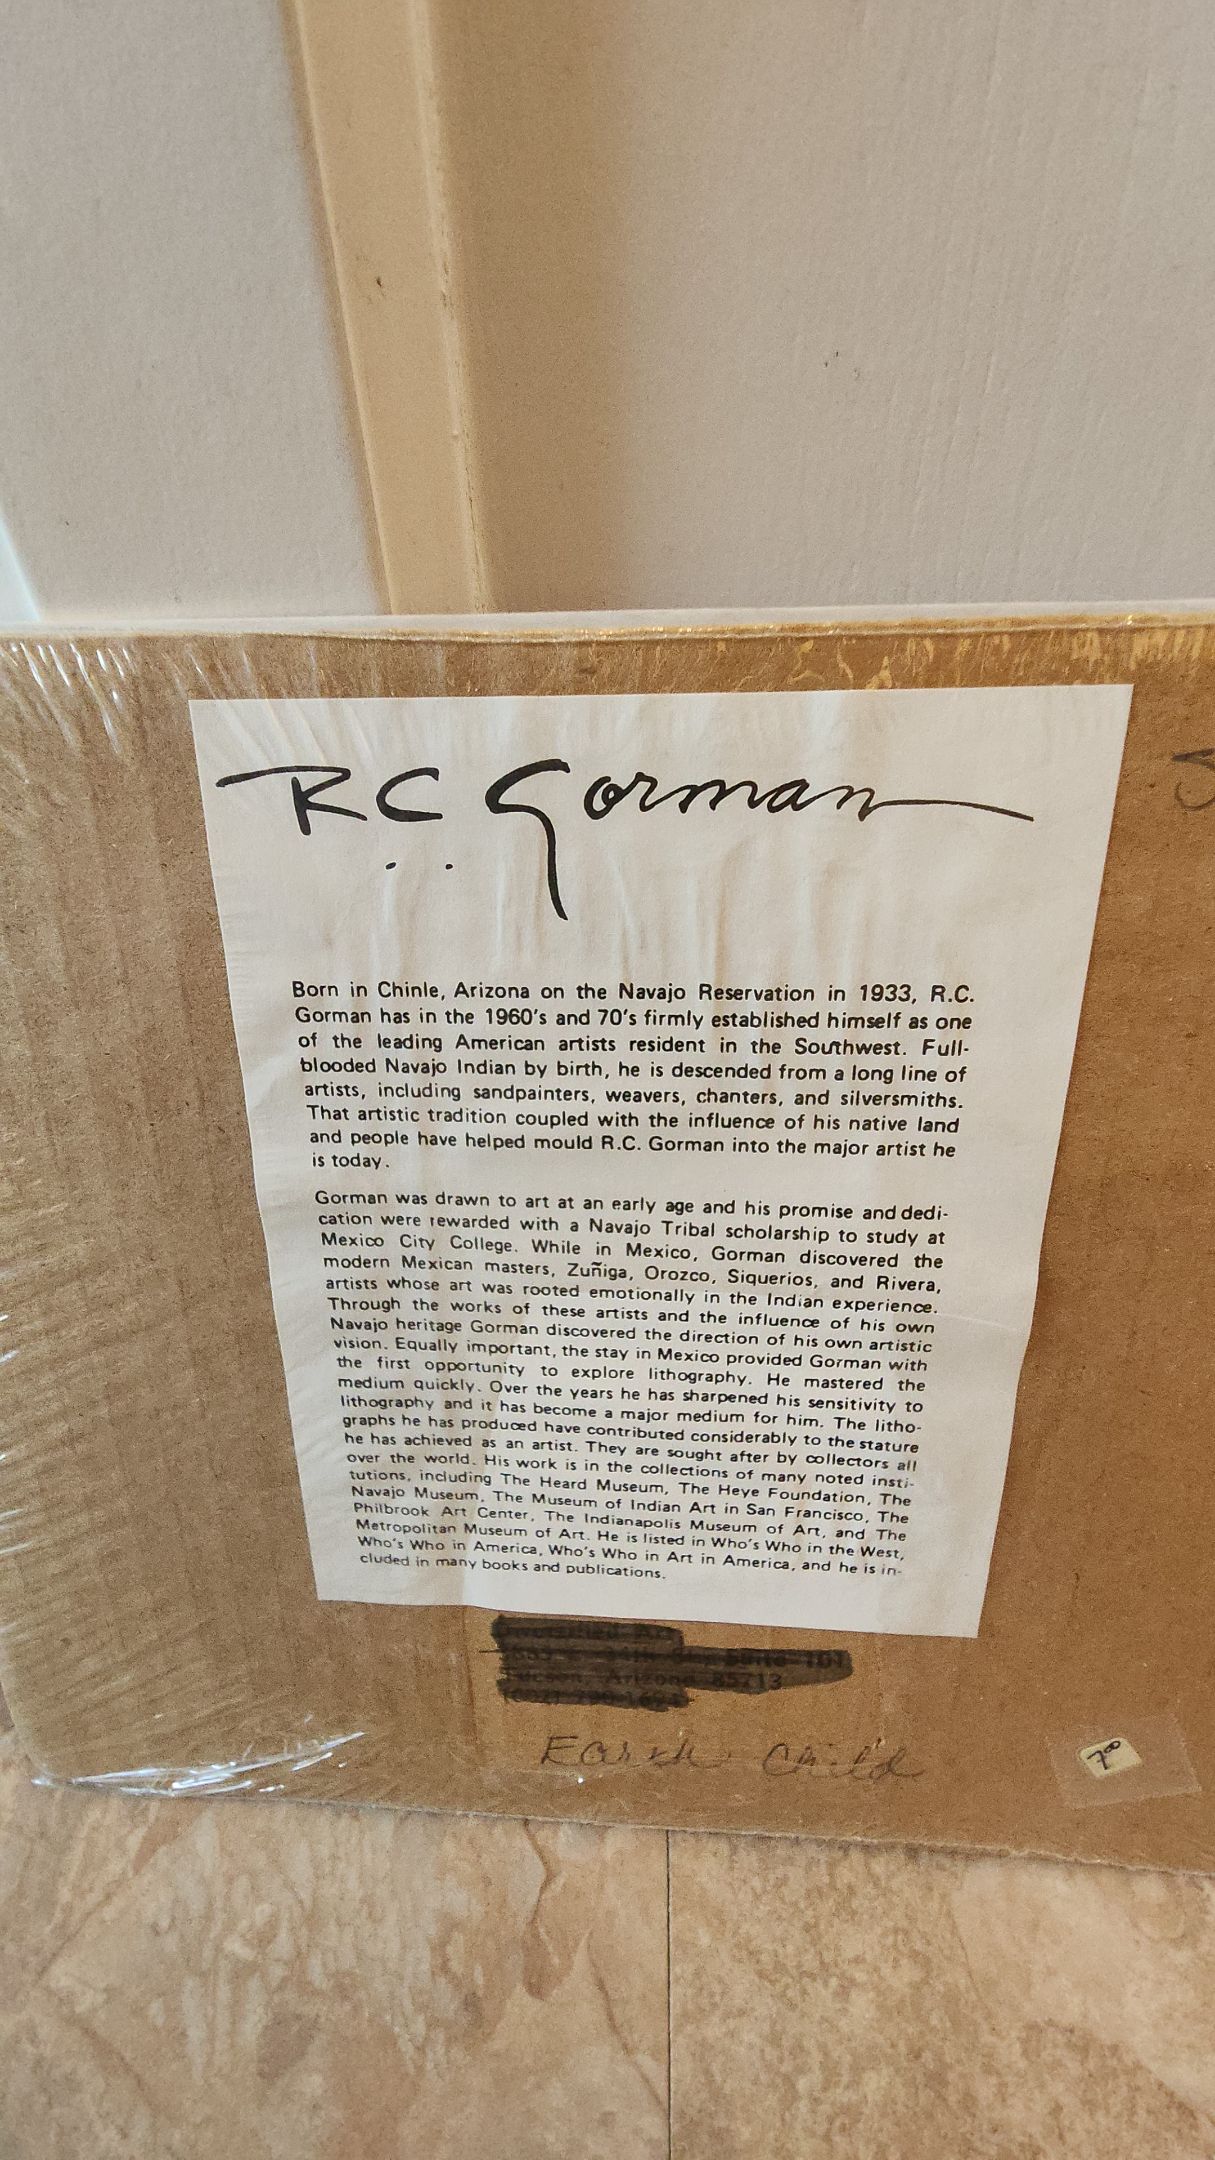 R.C. Gorman
Born in Chinle, Arizona on the Navajo Reservation in 1933, R.C.
Gorman has in the 1960's and 70's firmly established himself as one
of the leading American artists resident in the Southwest. Full-
blooded Navajo Indian by birth, he is descended from a long line of
artists, including sandpainters, weavers, chanters, and silversmiths.
That artistic tradition coupled with the influence of his native land
and people have helped mould R.C. Gorman into the major artist he
is today.
Gorman was drawn to art at an early age and his promise and dedi-
cation were rewarded with a Navajo Tribal scholarship to study at
Mexico City College. While in Mexico, Gorman discovered the
modern Mexican masters, Zuñiga, Orozco, Siquerios, and Rivera,
artists whose art was rooted emotionally in the Indian experience.
Through the works of these artists and the influence of his own
Navajo heritage Gorman discovered the direction of his own artistic
vision. Equally important, the stay in Mexico provided Gorman with
the first opportunity to explore lithography. He mastered the
medium quickly. Over the years he has sharpened his sensitivity to
lithography and it has become a major medium for him. The litho-
graphs he has produced have contributed considerably to the stature
he has achieved as an artist. They are sought after by collectors all
over the world. His work is in the collections of many noted insti-
tutions, including The Heard Museum, The Heye Foundation, The
Navajo Museum, The Museum of Indian Art in San Francisco, The
Philbrook Art Center, The Indianapolis Museum of Art, and The
Metropolitan Museum of Art. He is listed in Who's Who in the West,
Who's Who in America, Who's Who in Art in America, and he is in-
cluded in many books and publications.
Suite 101
Tucson, Arizona 85713
Earth Child
7.00